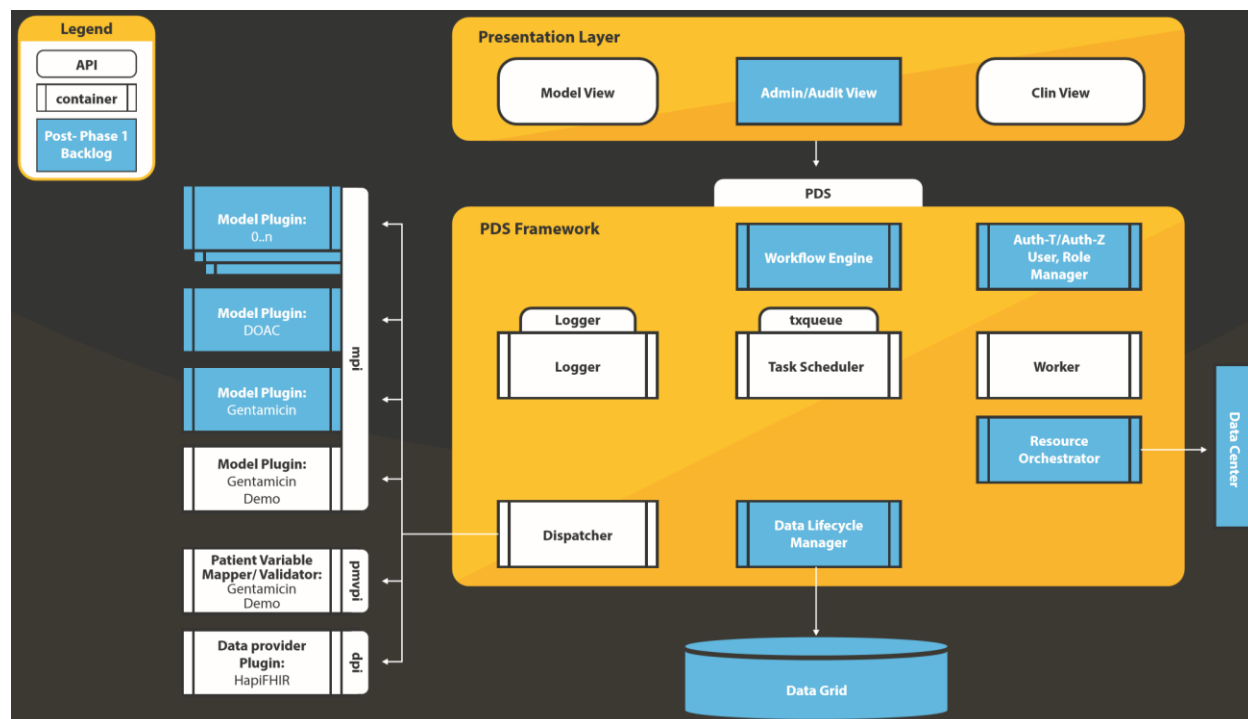 Legend
API
container
Post- Phase 1
Backlog
Presentation Layer
Model View
Admin/Audit View
Clin View
PDS
PDS Framework
Workflow Engine
Auth-T/Auth-Z
User, Role
Manager
Logger
Logger
txqueue
Task Scheduler
Worker
Resource
Orchestrator
Data Center
Dispatcher
Data Lifecycle
Manager
Data Grid
Model Plugin:
0..n
Model Plugin:
DOAC
Model Plugin:
Gentamicin
Model Plugin:
Gentamicin
Demo
mpi
Patient Variable
Mapper/ Validator:
Gentamicin
Demo
pmvpi
Data provider
Plugin:
HapiFHIR
dpi